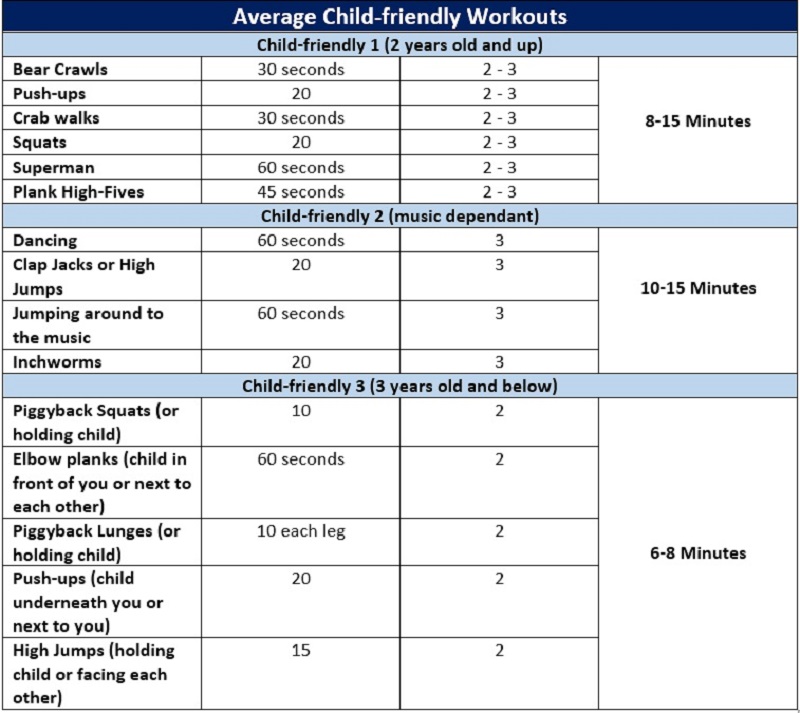 Average Child-friendly Workouts
Child-friendly 1 (2 years old and up)
Bear Crawls 30 seconds 2 - 3
Push-ups 20 2 - 3
Crab walks 30 seconds 2 - 3
Squats 20 2 - 3
Superman 60 seconds 2 - 3
Plank High-Fives 45 seconds 2 - 3
8-15 Minutes
Child-friendly 2 (music dependant)
Dancing 60 seconds 3
Clap Jacks or High 20 3
Jumps
Jumping around to 60 seconds 3
the music
Inchworms 20 3
10-15 Minutes
Child-friendly 3 (3 years old and below)
Piggyback Squats (or 10 2
holding child)
Elbow planks (child in 60 seconds 2
front of you or next to
each other)
Piggyback Lunges (or 10 each leg 2
holding child)
Push-ups (child 20 2
underneath you or
next to you)
High Jumps (holding 15 2
child or facing each
other)
6-8 Minutes